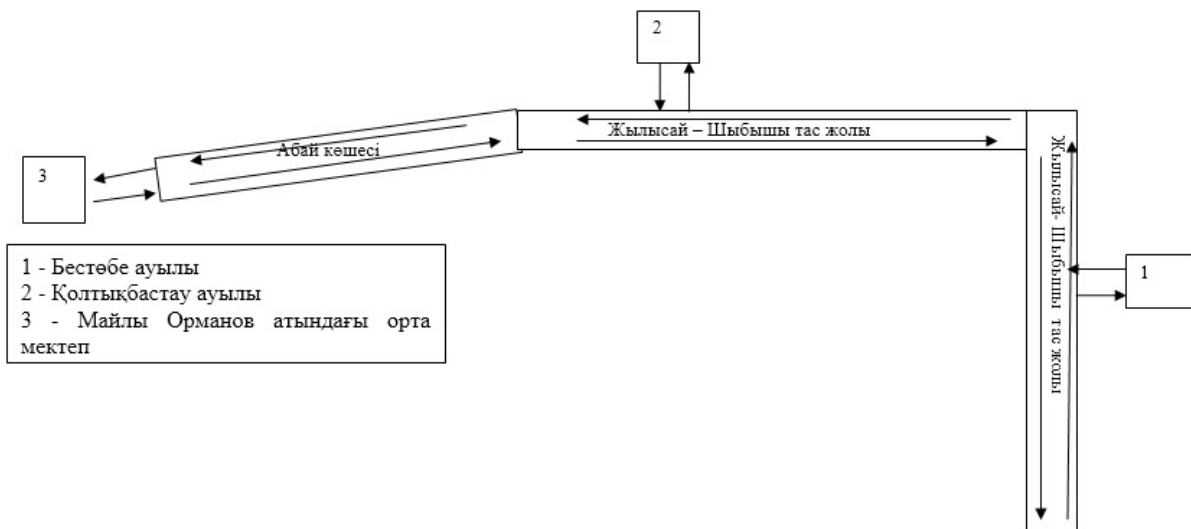 2
Жылысай – Шыбышы тас жолы
Абай көшесі
3
Жылысай- Шыбышы тас жолы
1
1 - Бестөбе ауылы
2 - Қолтықбастау ауылы
3 - Майлы Орманов атындағы орта
мектеп